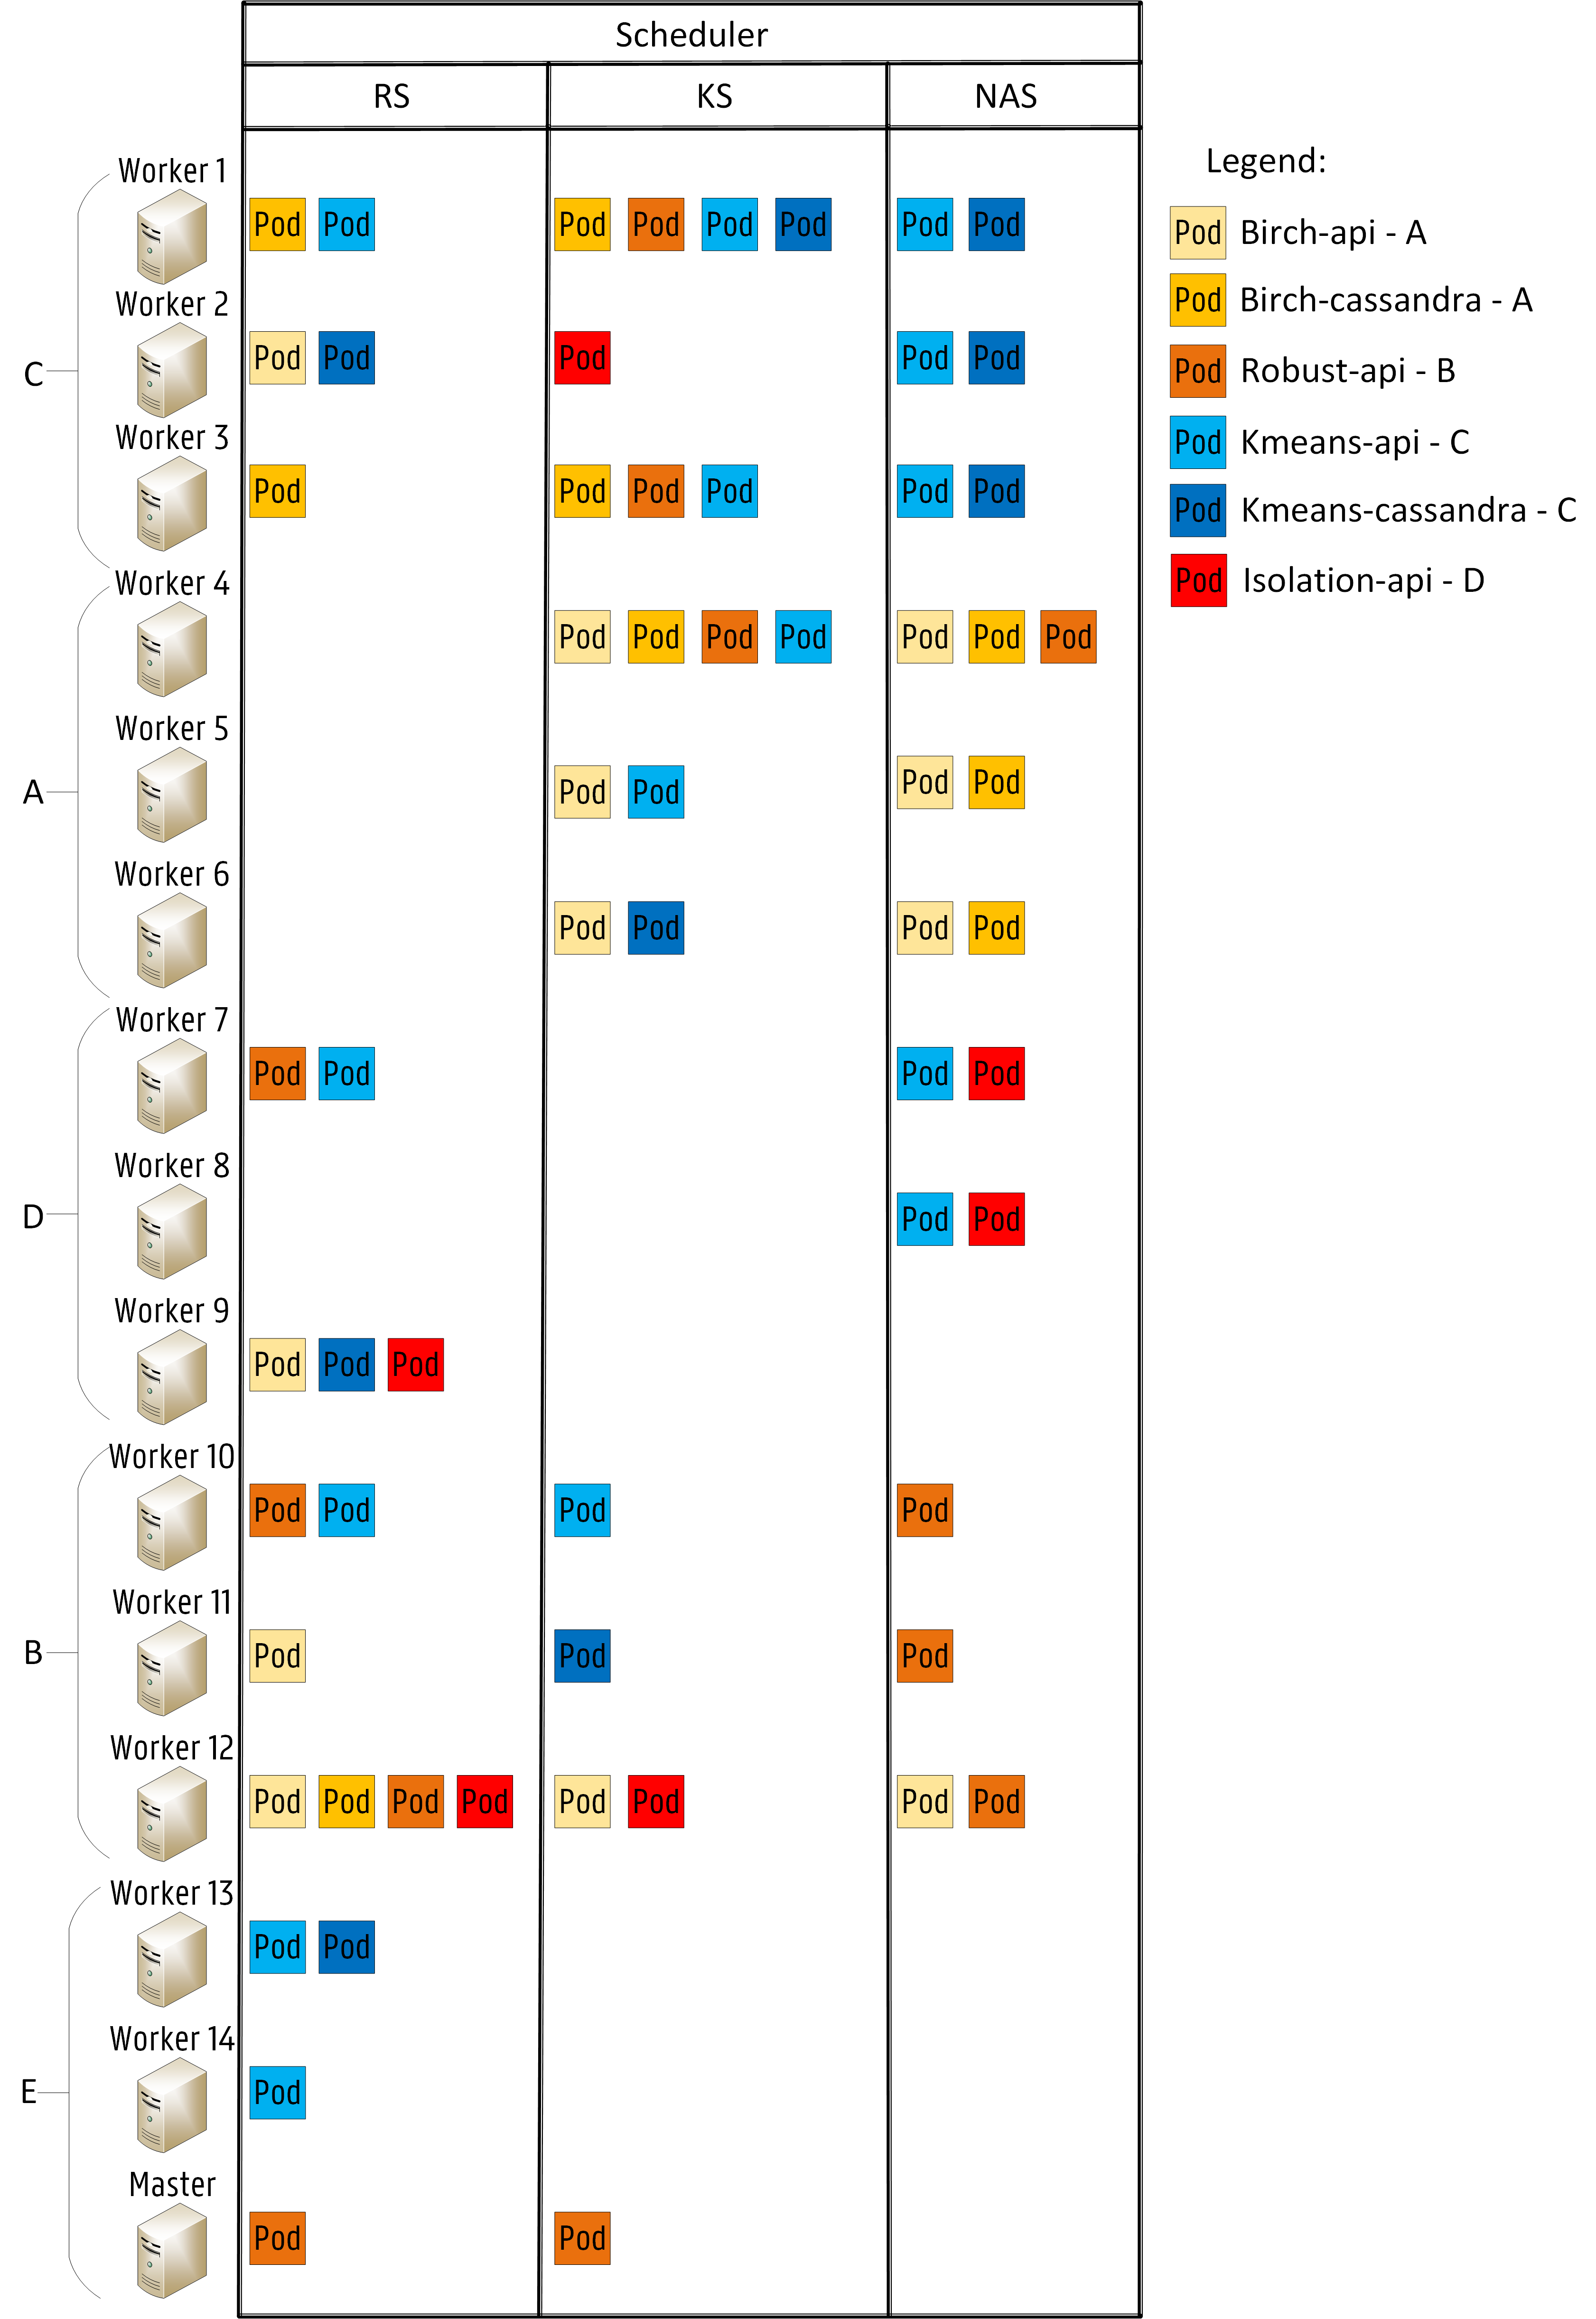 Scheduler
RS KS NAS
Legend:
Pod Birch-api - A
Pod Birch-cassandra - A
Pod Robust-api - B
Pod Kmeans-api - C
Pod Kmeans-cassandra - C
Pod Isolation-api - D
C
Worker 1
Pod Pod Pod Pod Pod Pod Pod Pod
Worker 2
Pod Pod Pod Pod Pod
Worker 3
Pod Pod Pod Pod Pod Pod
A
Worker 4
Pod Pod Pod Pod Pod Pod Pod
Worker 5
Pod Pod Pod Pod
Worker 6
Pod Pod Pod Pod
D
Worker 7
Pod Pod Pod Pod
Worker 8
Pod Pod
Worker 9
Pod Pod Pod
B
Worker 10
Pod Pod Pod Pod
Worker 11
Pod Pod Pod
Worker 12
Pod Pod Pod Pod Pod Pod Pod Pod
E
Worker 13
Pod Pod
Worker 14
Pod
Master
Pod Pod